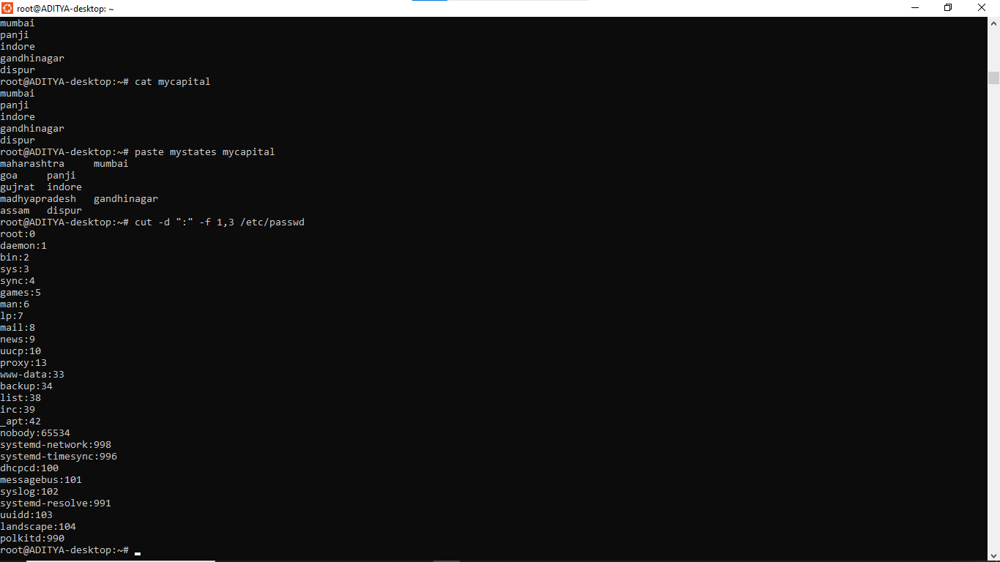 root@ADITYA-desktop: ~
mumbai
panji
indore
gandhinagar
dispur
root@ADITYA-desktop:~# cat mycapital
mumbai
panji
indore
gandhinagar
dispur
root@ADITYA-desktop:~# paste mystates mycapital
maharashtra     mumbai
goa     panji
gujrat  indore
madhyapradesh   gandhinagar
assam   dispur
root@ADITYA-desktop:~# cut -d ":" -f 1,3 /etc/passwd
root:0
daemon:1
bin:2
sys:3
sync:4
games:5
man:6
lp:7
mail:8
news:9
uucp:10
proxy:13
www-data:33
backup:34
list:38
irc:39
_apt:42
nobody:65534
systemd-network:998
systemd-timesync:996
dhcpcd:100
messagebus:101
syslog:102
systemd-resolve:991
uuidd:103
landscape:104
polkitd:990
root@ADITYA-desktop:~#